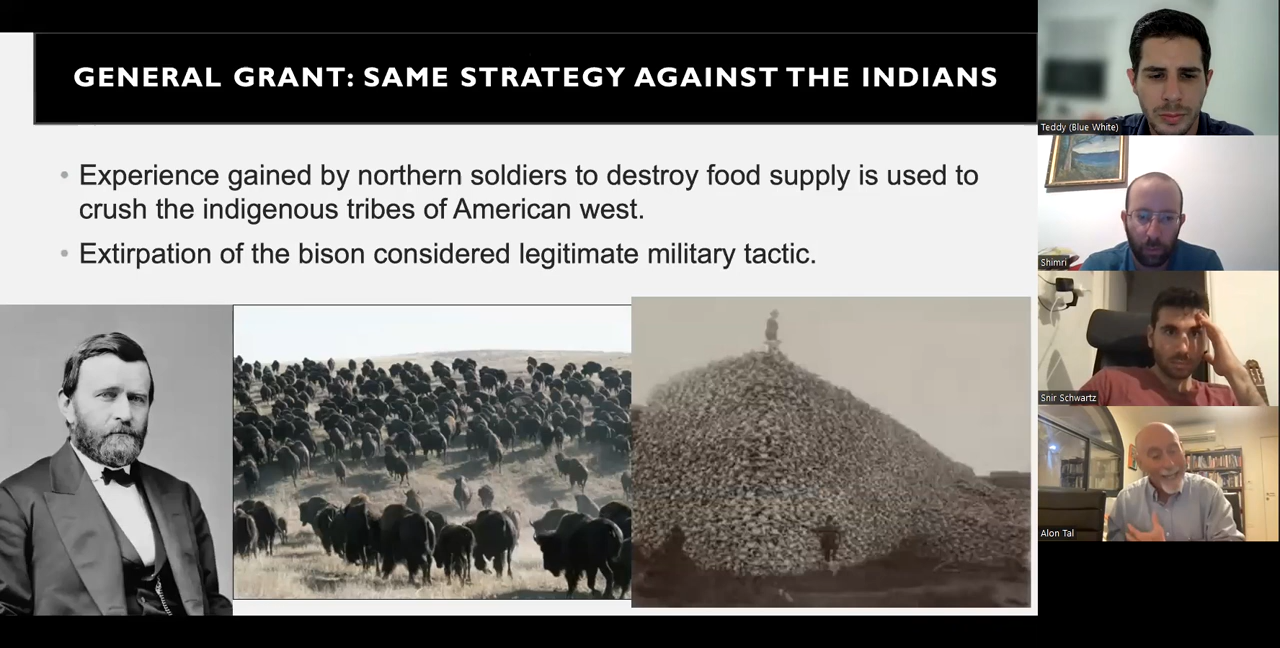 GENERAL GRANT: SAME STRATEGY AGAINST THE INDIANS
• Experience gained by northern soldiers to destroy food supply is used to
crush the indigenous tribes of American west.
• Extirpation of the bison considered legitimate military tactic.
Teddy (Blue White)
Shimri
Snir Schwartz
Alon Tal